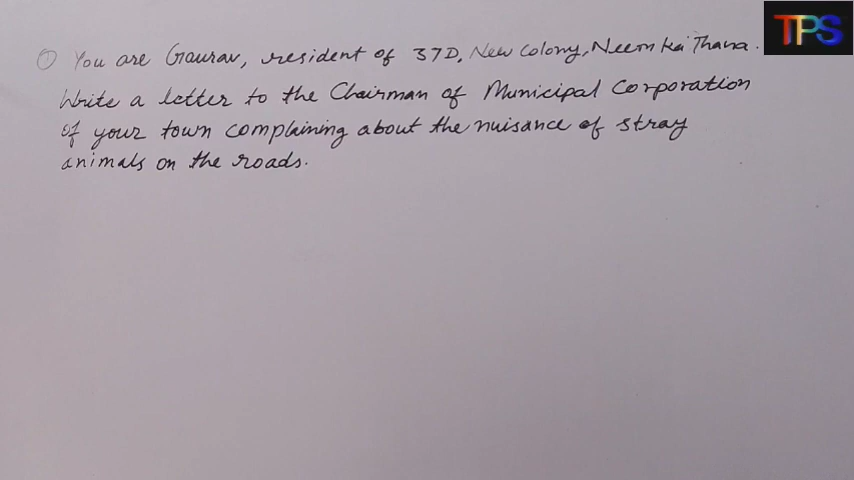 ① You are Gaurav, resident of 37D, New Colony, Neem ka Thana.
Write a letter to the Chairman of Municipal Corporation
of your town complaining about the nuisance of stray
animals on the roads.
TPS